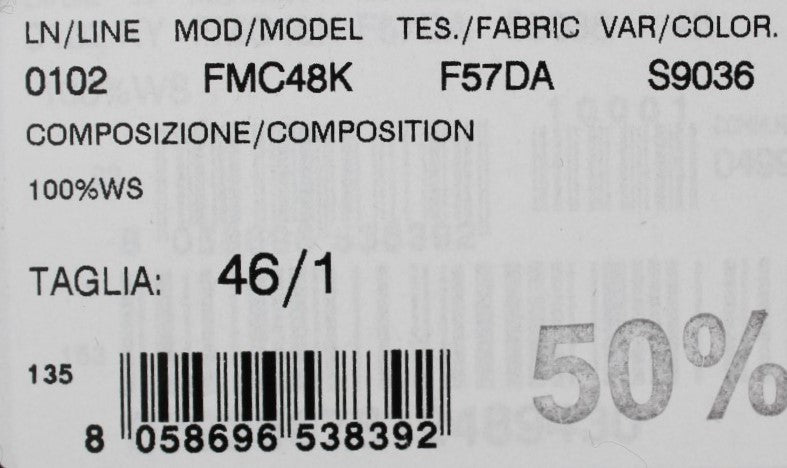 LN/LINE MOD/MODEL TES./FABRIC VAR/COLOR.
0102 FMC48K F57DA S9036
COMPOSIZIONE/COMPOSITION
100%WS
TAGLIA: 46/1
50%
135
8 058696 538392